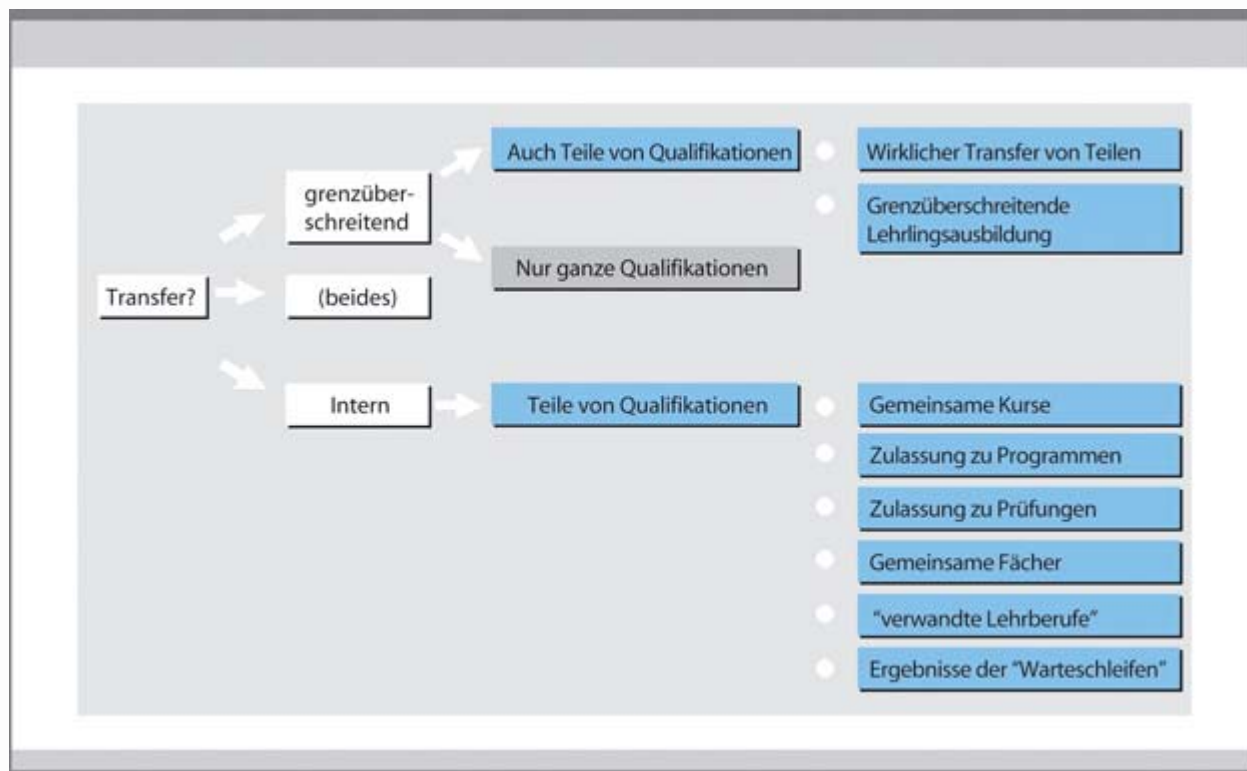 Transfer?
grenzüber-
schreitend
(beides)
Intern
Auch Teile von Qualifikationen
Nur ganze Qualifikationen
Teile von Qualifikationen
Wirklicher Transfer von Teilen
Grenzüberschreitende
Lehrlingsausbildung
Gemeinsame Kurse
Zulassung zu Programmen
Zulassung zu Prüfungen
Gemeinsame Fächer
“verwandte Lehrberufe”
Ergebnisse der “Warteschleifen”